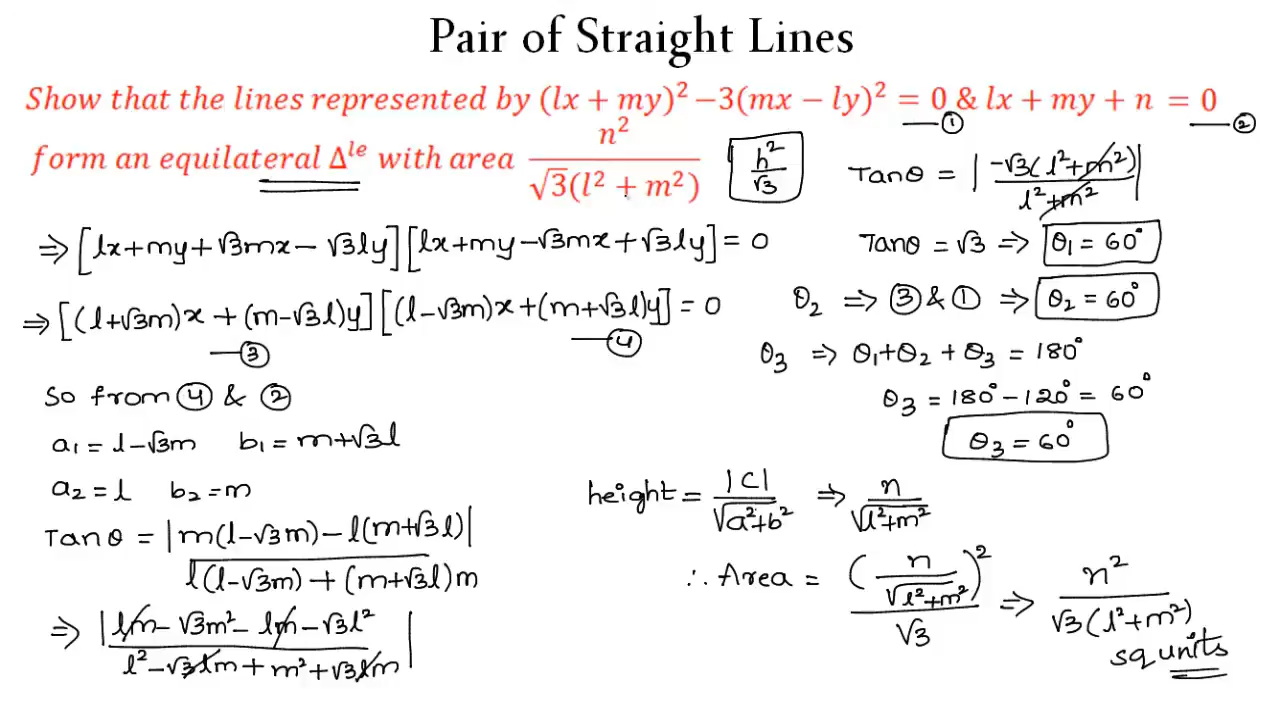 Pair of Straight Lines
Show that the lines represented by (lx + my)² −3(mx − ly)² = 0 & lx + my + n = 0
—① —②
form an equilateral Δˡᵉ with area n²/√3(l² + m²)
h²/√3
Tanθ = |−√3(l²+m²)/l²+m²|
⇒ [lx+my+√3mx−√3ly][lx+my−√3mx+√3ly] = 0
Tanθ = √3 ⇒ θ₁ = 60°
⇒ [(l+√3m)x + (m−√3l)y][(l−√3m)x+(m+√3l)y] = 0
—③ —④
θ₂ ⇒ ③ & ① ⇒ θ₂ = 60°
θ₃ ⇒ θ₁+θ₂ + θ₃ = 180°
θ₃ = 180° − 120° = 60°
θ₃ = 60°
So from ④ & ②
a₁ = l−√3m b₁ = m+√3l
a₂ = l b₂ = m
Tanθ = |m(l−√3m)−l(m+√3l)|/l(l−√3m)+(m+√3l)m
⇒ |lm − √3m² − lm − √3l²/l² − √3lm + m² + √3lm|
height = |C|/√a²+b² ⇒ n/√l²+m²
∴ Area = (n/√l²+m²)²/√3 ⇒ n²/√3(l²+m²)
sq units